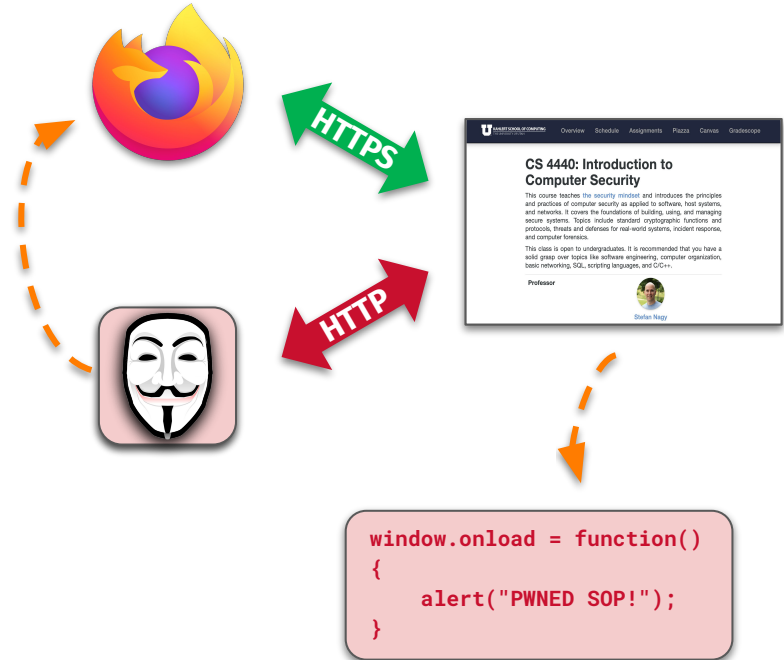 HTTPS
KAHLERT SCHOOL OF COMPUTING
Overview Schedule Assignments Piazza Canvas Gradescope
CS 4440: Introduction to
Computer Security
This course teaches the security mindset and introduces the principles
and practices of computer security as applied to software, host systems,
and networks. It covers the foundations of building, using, and managing
secure systems. Topics include standard cryptographic functions and
protocols, threats and defenses for real-world systems, incident response,
and computer forensics.
This class is open to undergraduates. It is recommended that you have a
solid grasp over topics like software engineering, computer organization,
basic networking, SQL, scripting languages, and C/C++.
Professor
Stefan Nagy
HTTP
window.onload = function()
{
    alert("PWNED SOP!");
}